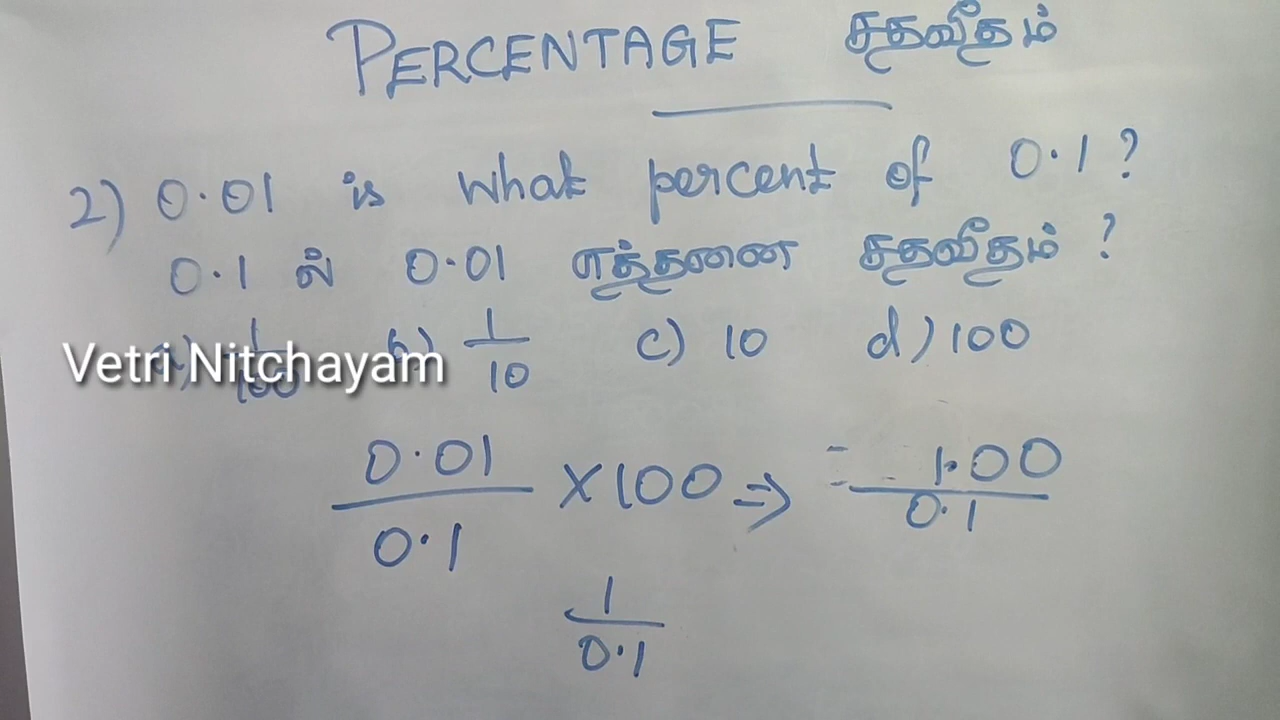 PERCENTAGE சதவீதம்
2) 0.01 is what percent of 0.1?
0.1 ல் 0.01 எத்தனை சதவீதம்?
a) 1/100 b) 1/10 c) 10 d) 100
Vetri Nitchayam
0.01/0.1 × 100 ⇒ = 1.00/0.1
1/0.1